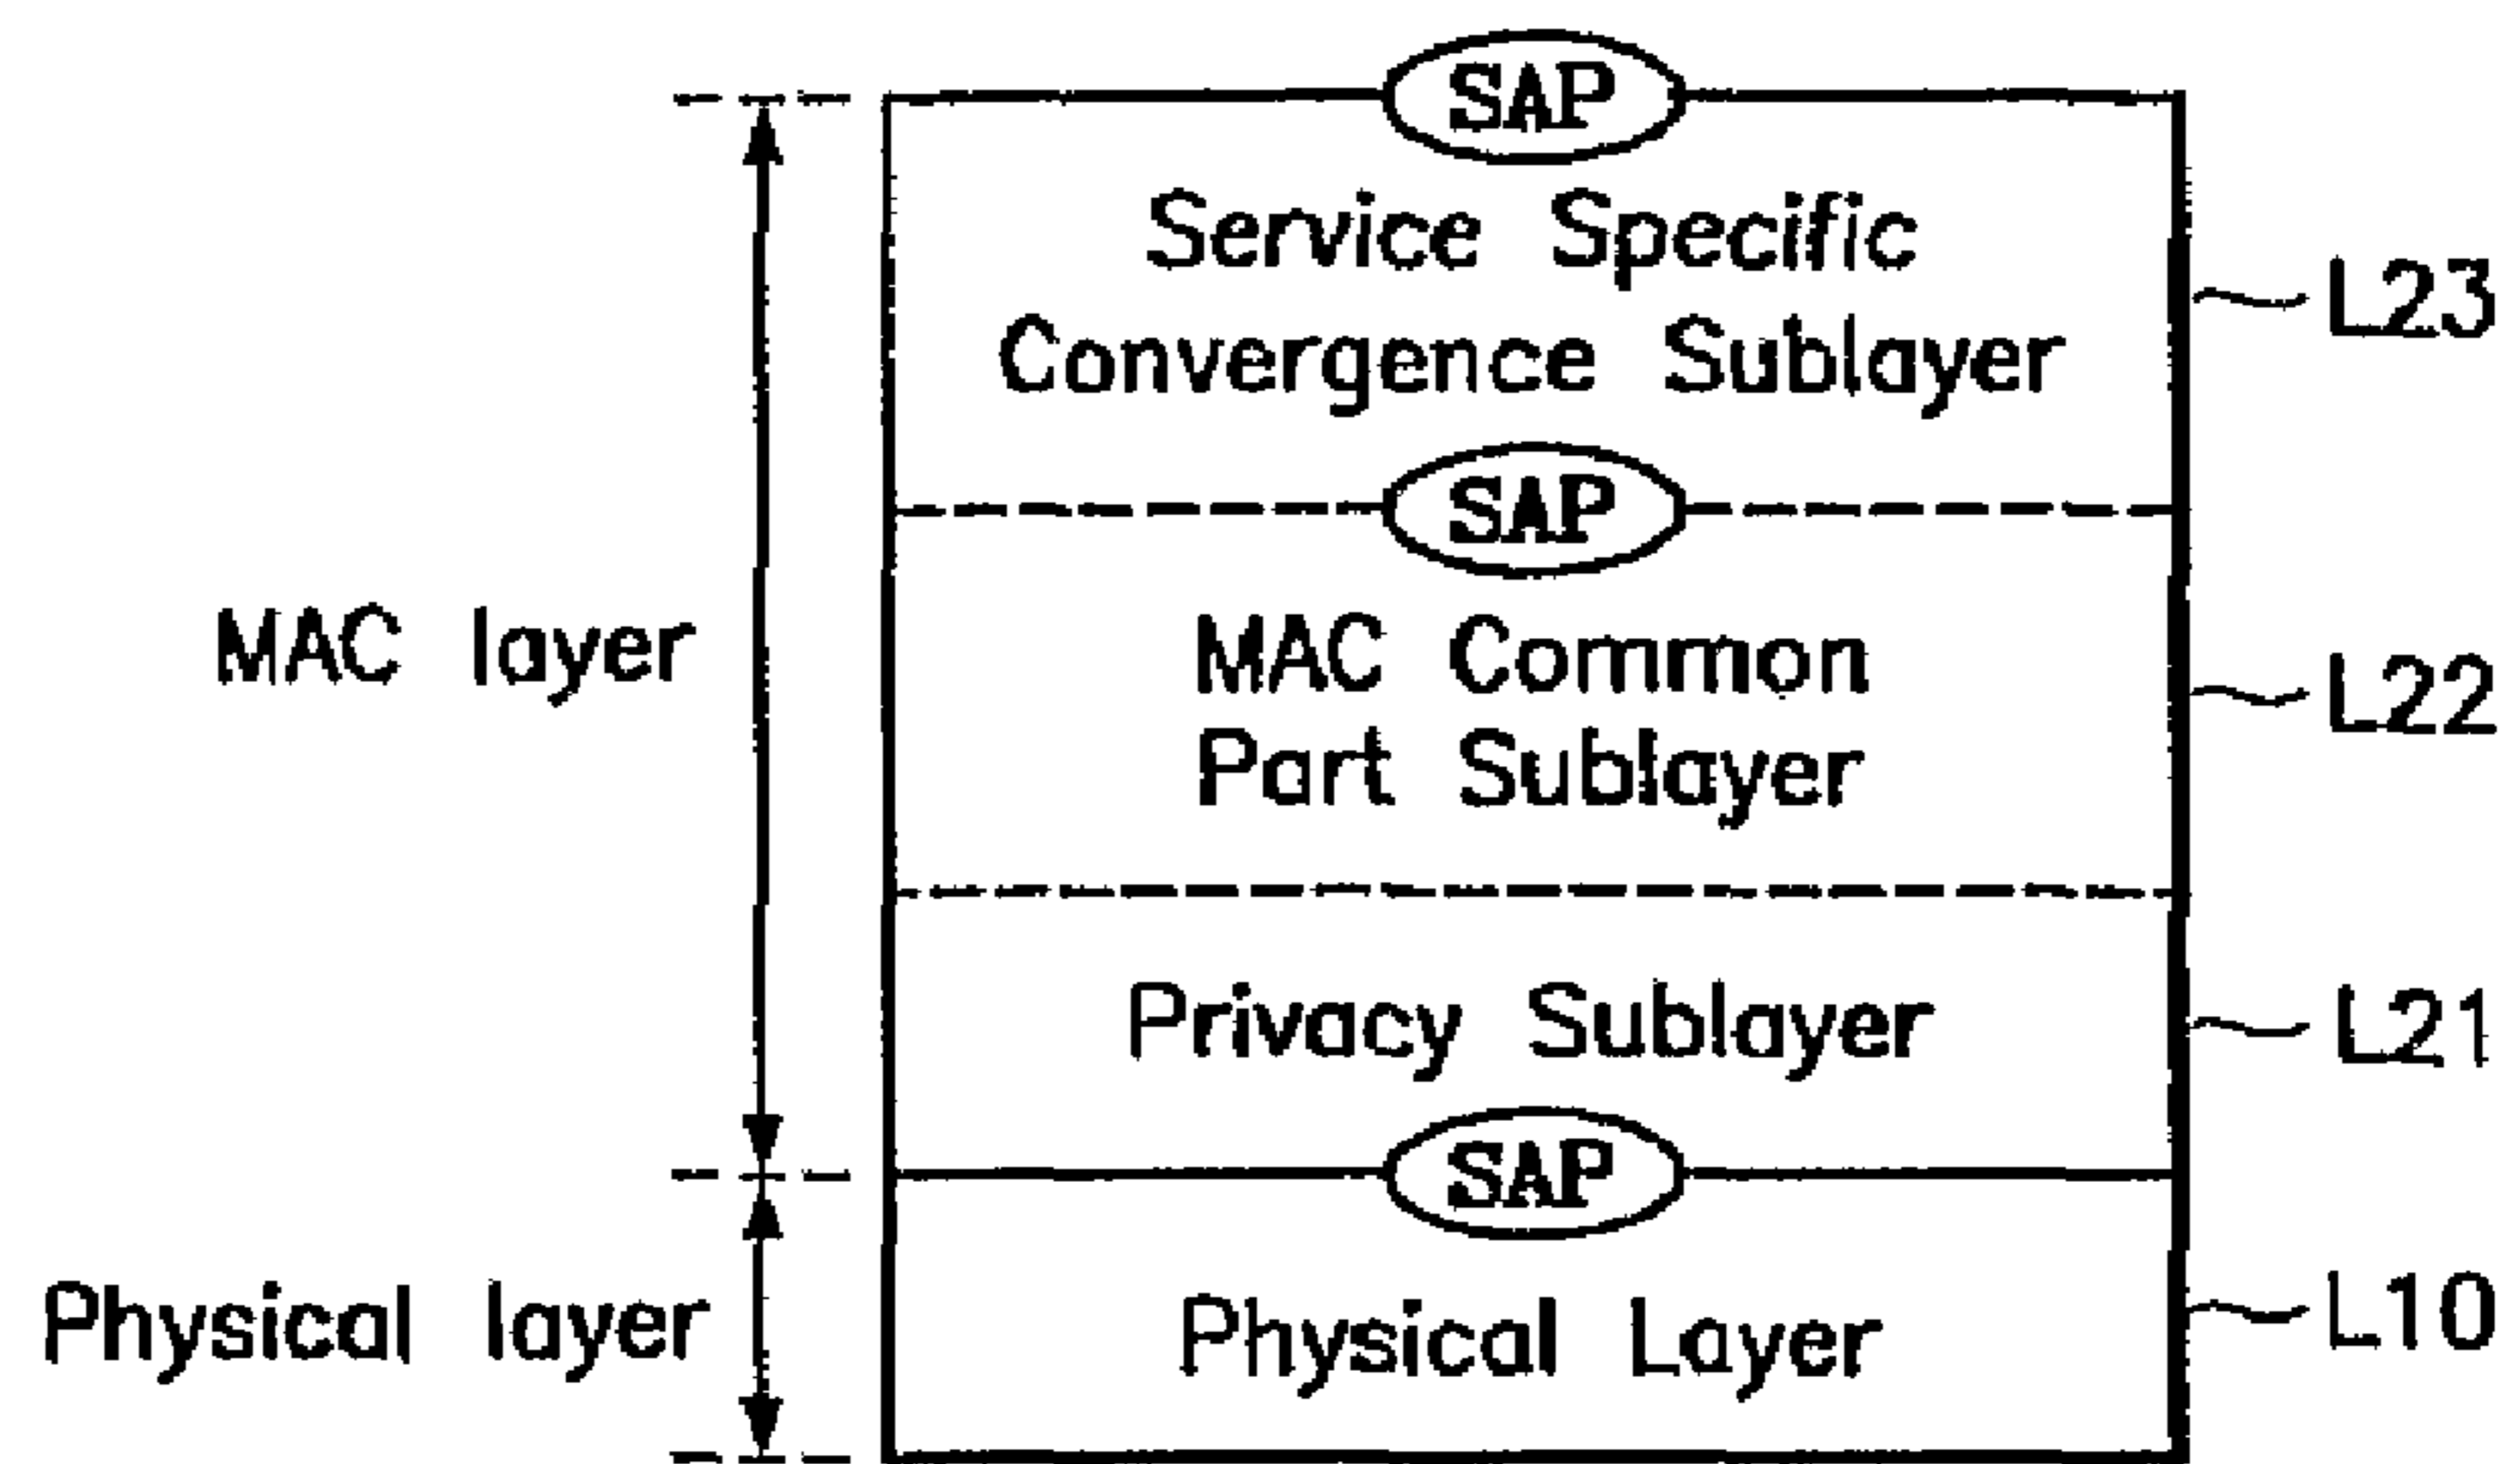 SAP
Service Specific
Convergence Sublayer
L23
SAP
MAC layer
MAC Common
Part Sublayer
L22
Privacy Sublayer
L21
SAP
Physical layer
Physical Layer
L10